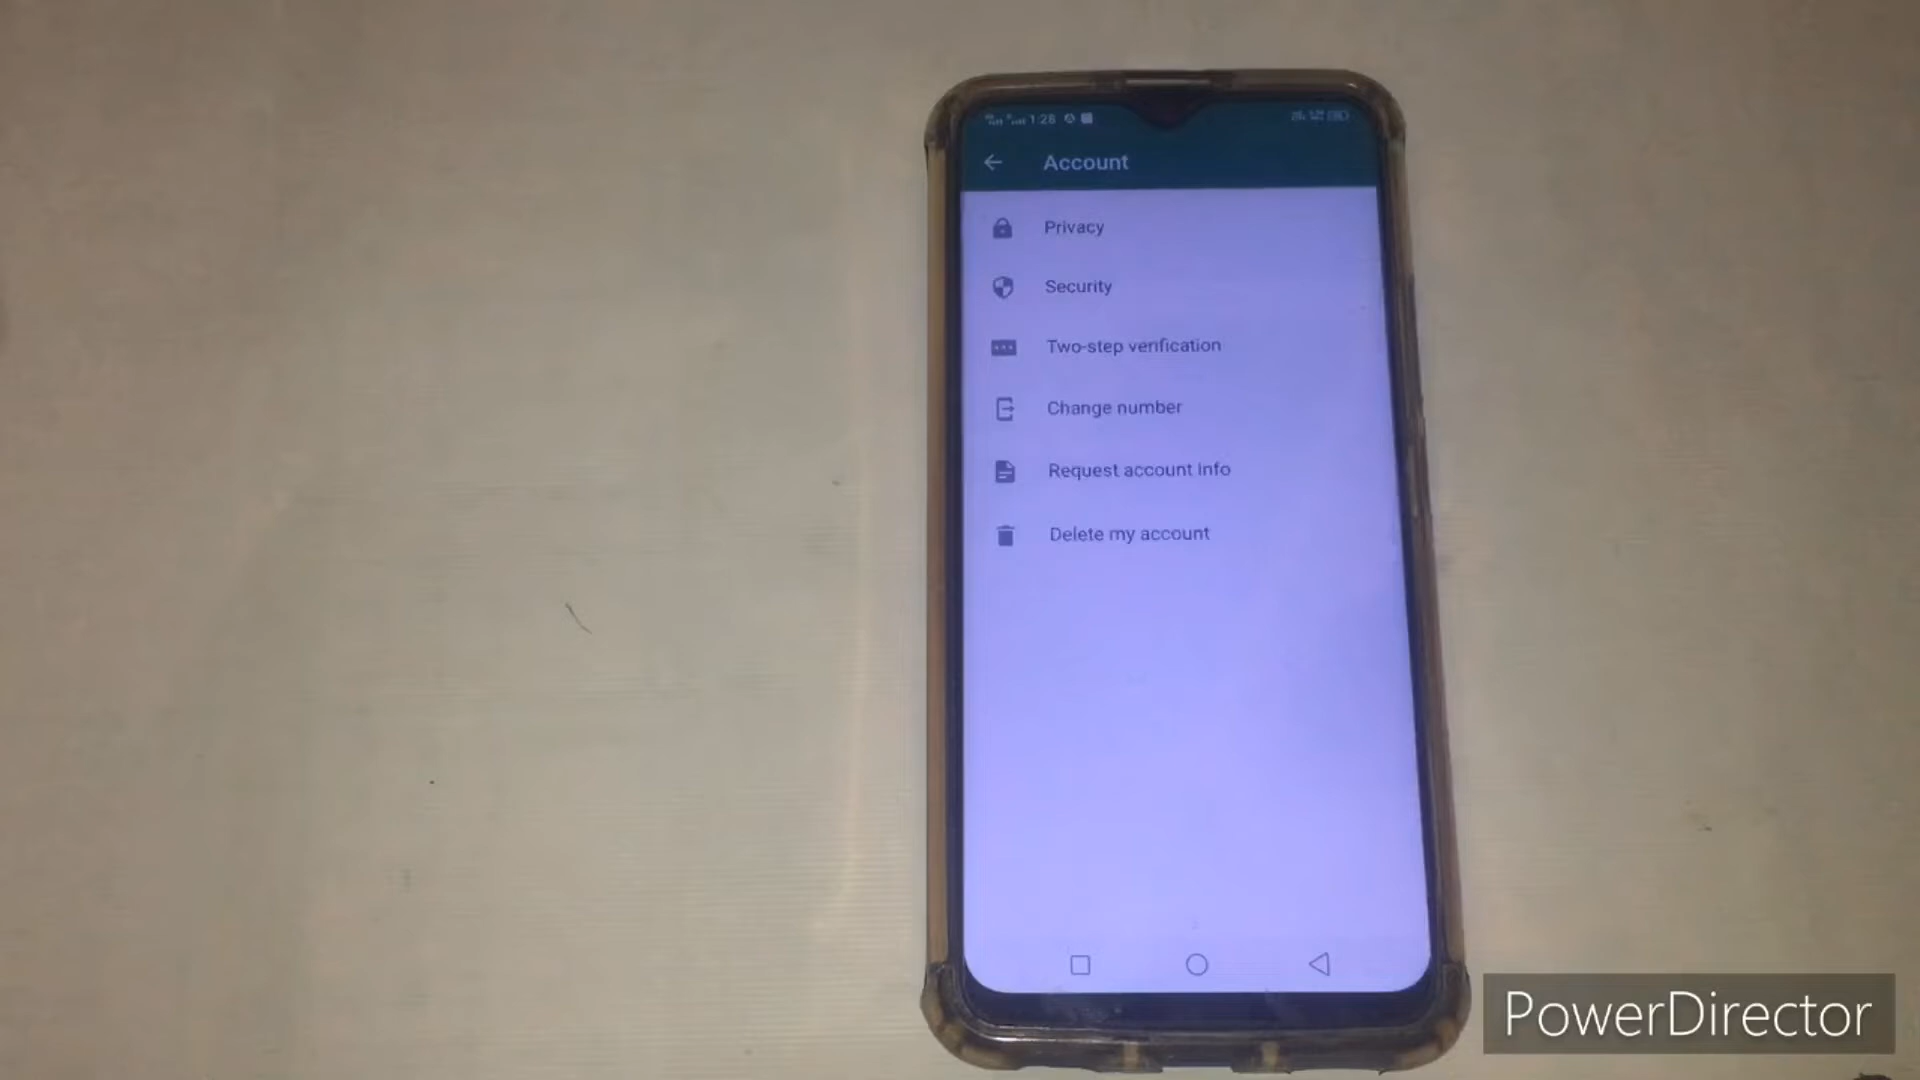 1:28
Account
Privacy
Security
Two-step verification
Change number
Request account info
Delete my account
PowerDirector